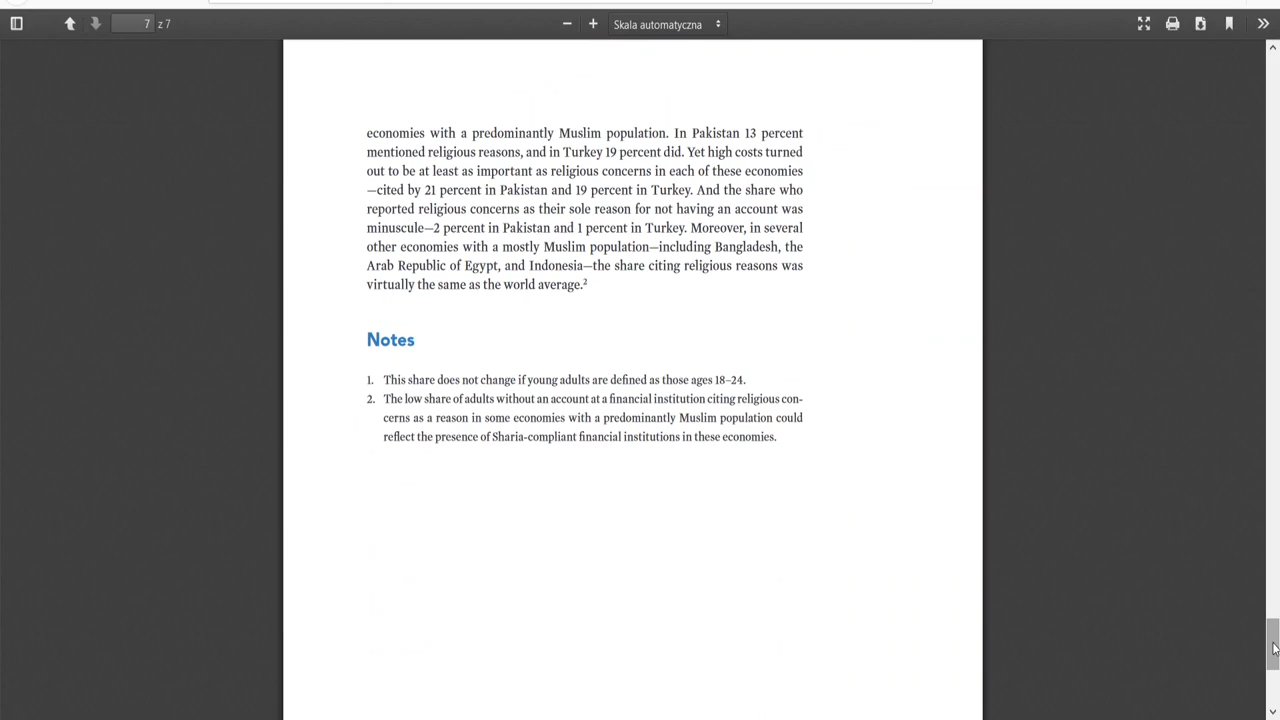 7 z 7
Skala automatyczna
economies with a predominantly Muslim population. In Pakistan 13 percent
mentioned religious reasons, and in Turkey 19 percent did. Yet high costs turned
out to be at least as important as religious concerns in each of these economies
—cited by 21 percent in Pakistan and 19 percent in Turkey. And the share who
reported religious concerns as their sole reason for not having an account was
minuscule—2 percent in Pakistan and 1 percent in Turkey. Moreover, in several
other economies with a mostly Muslim population—including Bangladesh, the
Arab Republic of Egypt, and Indonesia—the share citing religious reasons was
virtually the same as the world average.²
Notes
1. This share does not change if young adults are defined as those ages 18–24.
2. The low share of adults without an account at a financial institution citing religious con-
cerns as a reason in some economies with a predominantly Muslim population could
reflect the presence of Sharia-compliant financial institutions in these economies.